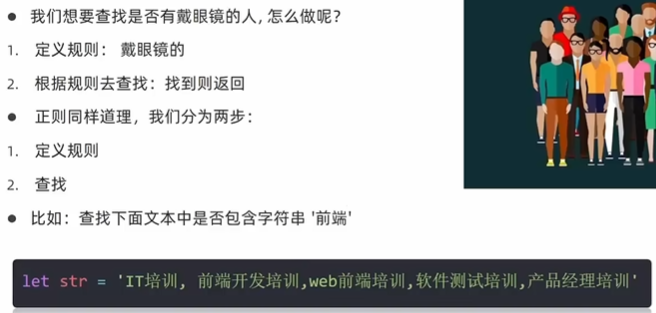 ● 我们想要查找是否有戴眼镜的人, 怎么做呢?
1. 定义规则: 戴眼镜的
2. 根据规则去查找: 找到则返回
● 正则同样道理, 我们分为两步:
1. 定义规则
2. 查找
● 比如: 查找下面文本中是否包含字符串 '前端'
let str = 'IT培训, 前端开发培训,web前端培训,软件测试培训,产品经理培训'